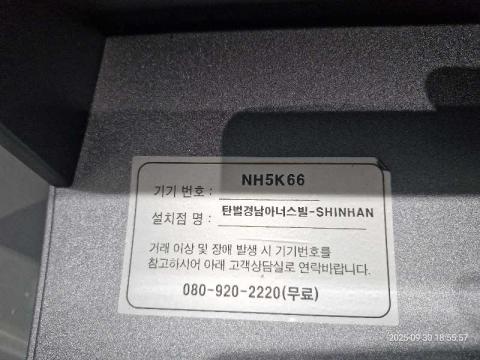 기기 번호 : NH5K66
설치점 명 : 탄벌경남아너스빌-SHINHAN
거래 이상 및 장애 발생 시 기기번호를
참고하시어 아래 고객상담실로 연락바랍니다.
080-920-2220(무료)
2025-09-30 18:55:57